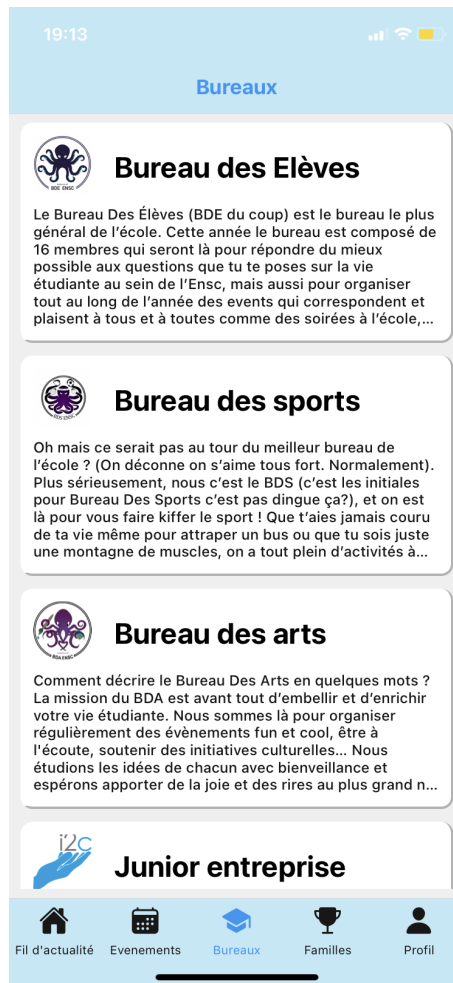 19:13
Bureaux
BDE ENSC
Bureau des Elèves
Le Bureau Des Élèves (BDE du coup) est le bureau le plus
général de l’école. Cette année le bureau est composé de
16 membres qui seront là pour répondre du mieux
possible aux questions que tu te poses sur la vie
étudiante au sein de l’Ensc, mais aussi pour organiser
tout au long de l’année des events qui correspondent et
plaisent à tous et à toutes comme des soirées à l’école,...
BDS ENSC
Bureau des sports
Oh mais ce serait pas au tour du meilleur bureau de
l’école ? (On déconne on s’aime tous fort. Normalement).
Plus sérieusement, nous c’est le BDS (c’est les initiales
pour Bureau Des Sports c’est pas dingue ça?), et on est
là pour vous faire kiffer le sport ! Que t’aies jamais couru
de ta vie même pour attraper un bus ou que tu sois juste
une montagne de muscles, on a tout plein d’activités à...
BDA ENSC
Bureau des arts
Comment décrire le Bureau Des Arts en quelques mots ?
La mission du BDA est avant tout d’embellir et d’enrichir
votre vie étudiante. Nous sommes là pour organiser
régulièrement des évènements fun et cool, être à
l'écoute, soutenir des initiatives culturelles... Nous
étudions les idées de chacun avec bienveillance et
espérons apporter de la joie et des rires au plus grand n...
i2c
Junior entreprise
Fil d'actualité
Evenements
Bureaux
Familles
Profil